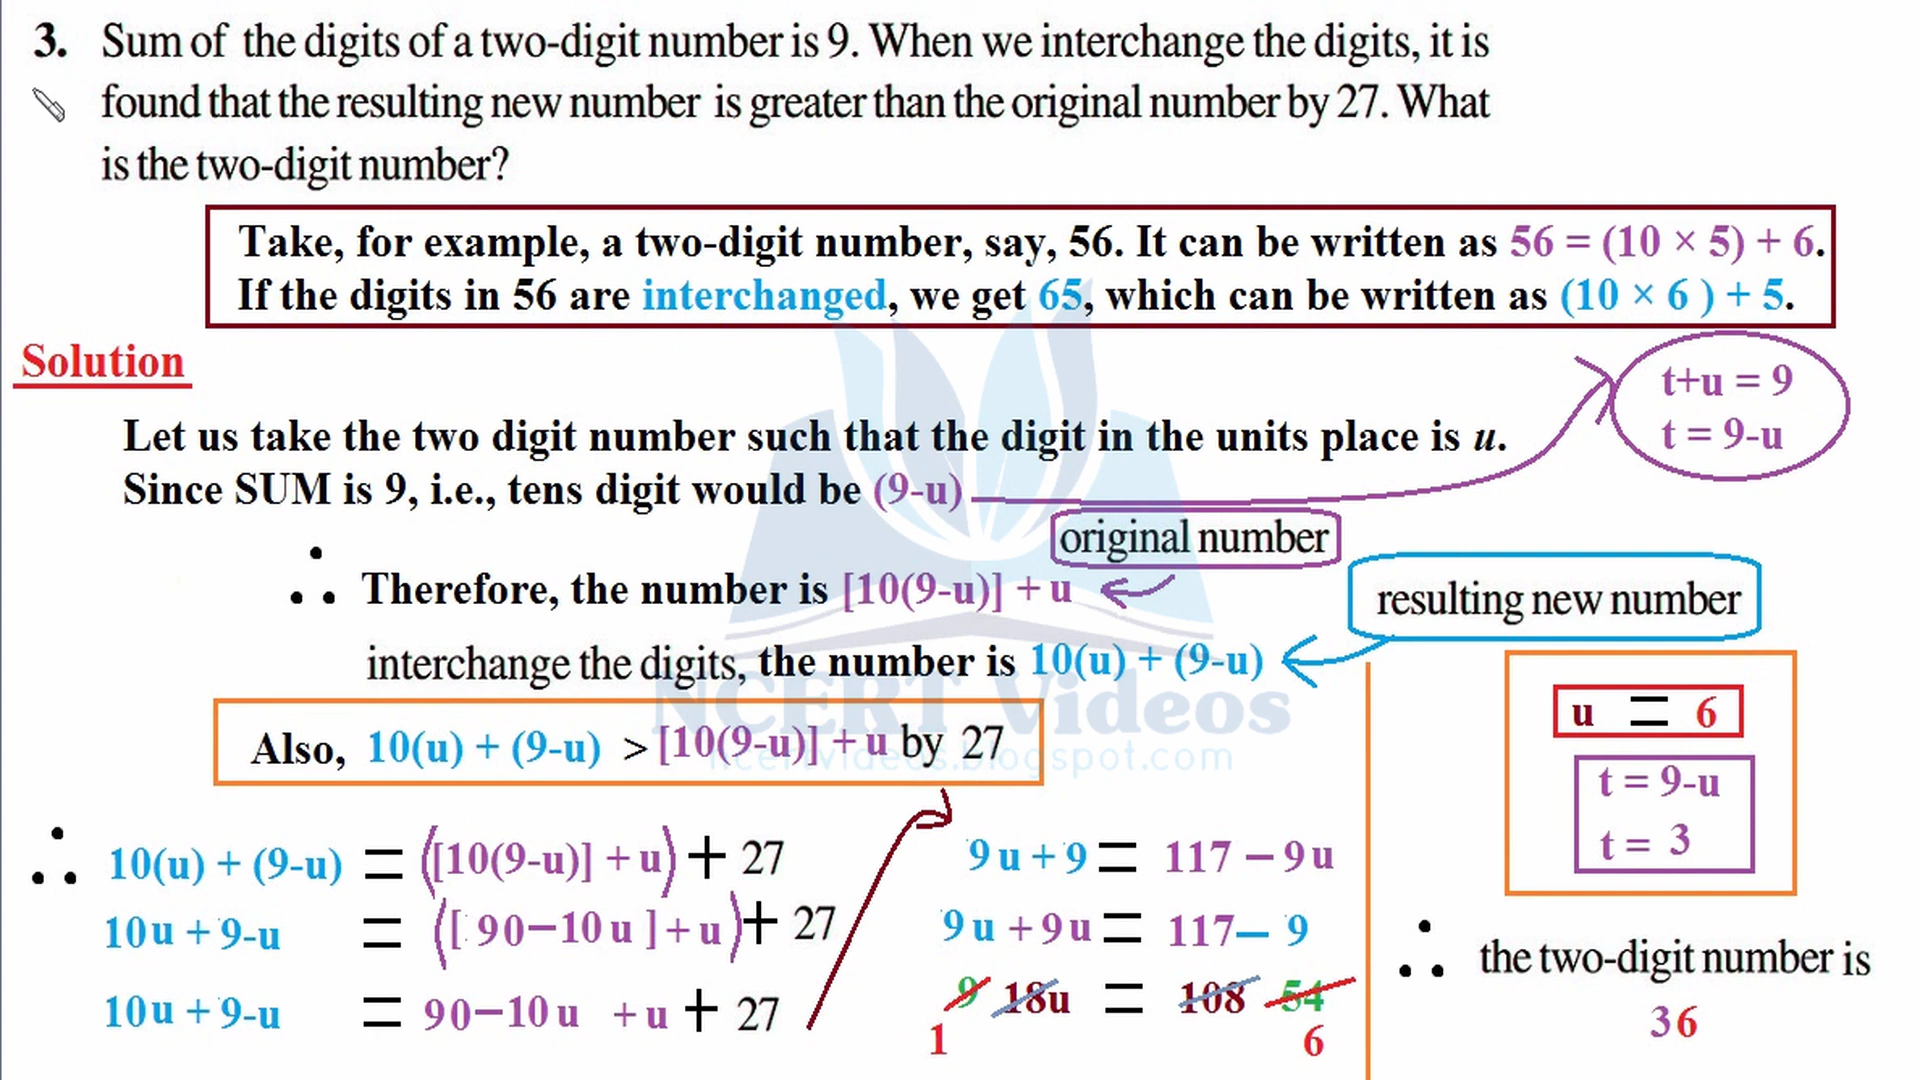 3. Sum of the digits of a two-digit number is 9. When we interchange the digits, it is
found that the resulting new number is greater than the original number by 27. What
is the two-digit number?
Take, for example, a two-digit number, say, 56. It can be written as 56 = (10 × 5) + 6.
If the digits in 56 are interchanged, we get 65, which can be written as (10 × 6 ) + 5.
Solution
t+u = 9
t = 9-u
Let us take the two digit number such that the digit in the units place is u.
Since SUM is 9, i.e., tens digit would be (9-u)
original number
∴ Therefore, the number is [10(9-u)] + u
resulting new number
interchange the digits, the number is 10(u) + (9-u)
NCERT Videos
ncertvideos.blogspot.com
Also, 10(u) + (9-u) > [10(9-u)] + u by 27
∴ 10(u) + (9-u) = ([10(9-u)] + u) + 27
10u + 9-u = ([ 90-10u ] + u) + 27
10u + 9-u = 90-10u + u + 27
9u + 9 = 117 - 9u
9u + 9u = 117- 9
9 18u = 108 54
1 6
u = 6
t = 9-u
t = 3
∴ the two-digit number is
36